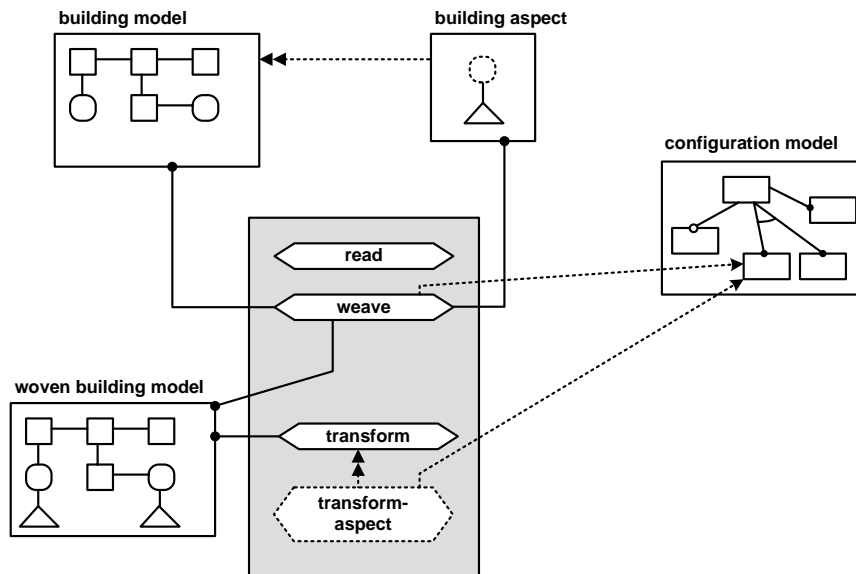 building model
building aspect
configuration model
read
weave
woven building model
transform
transform-
aspect